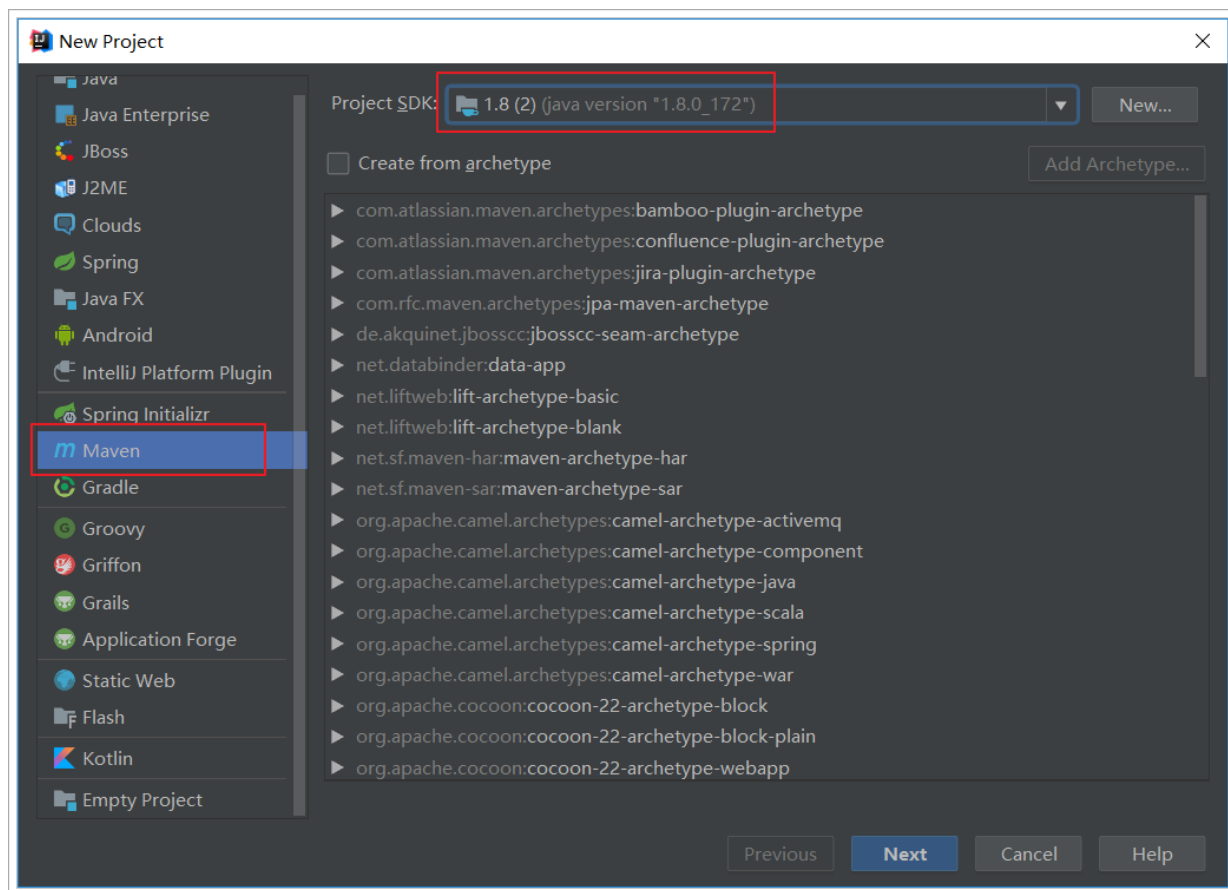 New Project
Java
Java Enterprise
JBoss
J2ME
Clouds
Spring
Java FX
Android
IntelliJ Platform Plugin
Spring Initializr
Maven
Gradle
Groovy
Griffon
Grails
Application Forge
Static Web
Flash
Kotlin
Empty Project
Project SDK: 1.8 (2) (java version "1.8.0_172") New...
Create from archetype Add Archetype...
com.atlassian.maven.archetypes:bamboo-plugin-archetype
com.atlassian.maven.archetypes:confluence-plugin-archetype
com.atlassian.maven.archetypes:jira-plugin-archetype
com.rfc.maven.archetypes:jpa-maven-archetype
de.akquinet.jbosscc:jbosscc-seam-archetype
net.databinder:data-app
net.liftweb:lift-archetype-basic
net.liftweb:lift-archetype-blank
net.sf.maven-har:maven-archetype-har
net.sf.maven-sar:maven-archetype-sar
org.apache.camel.archetypes:camel-archetype-activemq
org.apache.camel.archetypes:camel-archetype-component
org.apache.camel.archetypes:camel-archetype-java
org.apache.camel.archetypes:camel-archetype-scala
org.apache.camel.archetypes:camel-archetype-spring
org.apache.camel.archetypes:camel-archetype-war
org.apache.cocoon:cocoon-22-archetype-block
org.apache.cocoon:cocoon-22-archetype-block-plain
org.apache.cocoon:cocoon-22-archetype-webapp
Previous Next Cancel Help